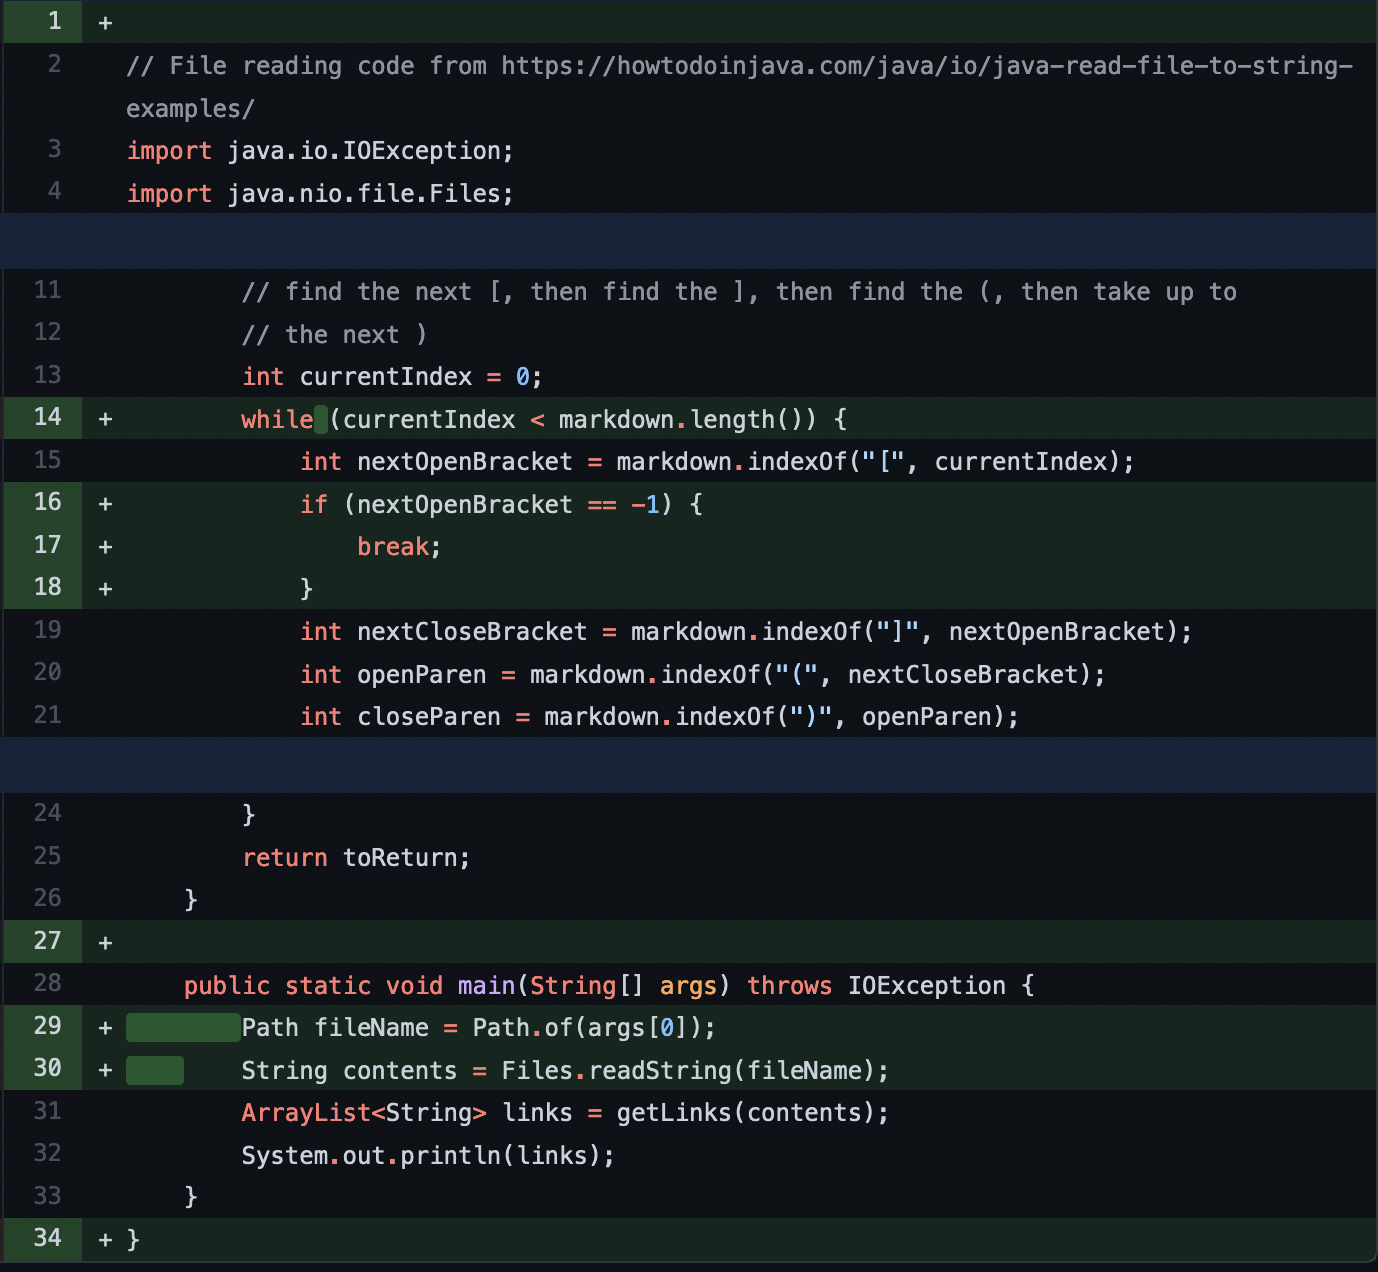 1 +
2 // File reading code from https://howtodoinjava.com/java/io/java-read-file-to-string-
examples/
3 import java.io.IOException;
4 import java.nio.file.Files;
11 // find the next [, then find the ], then find the (, then take up to
12 // the next )
13 int currentIndex = 0;
14 + while (currentIndex < markdown.length()) {
15 int nextOpenBracket = markdown.indexOf("[", currentIndex);
16 + if (nextOpenBracket == -1) {
17 + break;
18 + }
19 int nextCloseBracket = markdown.indexOf("]", nextOpenBracket);
20 int openParen = markdown.indexOf("(", nextCloseBracket);
21 int closeParen = markdown.indexOf(")", openParen);
24 }
25 return toReturn;
26 }
27 +
28 public static void main(String[] args) throws IOException {
29 + Path fileName = Path.of(args[0]);
30 + String contents = Files.readString(fileName);
31 ArrayList<String> links = getLinks(contents);
32 System.out.println(links);
33 }
34 + }